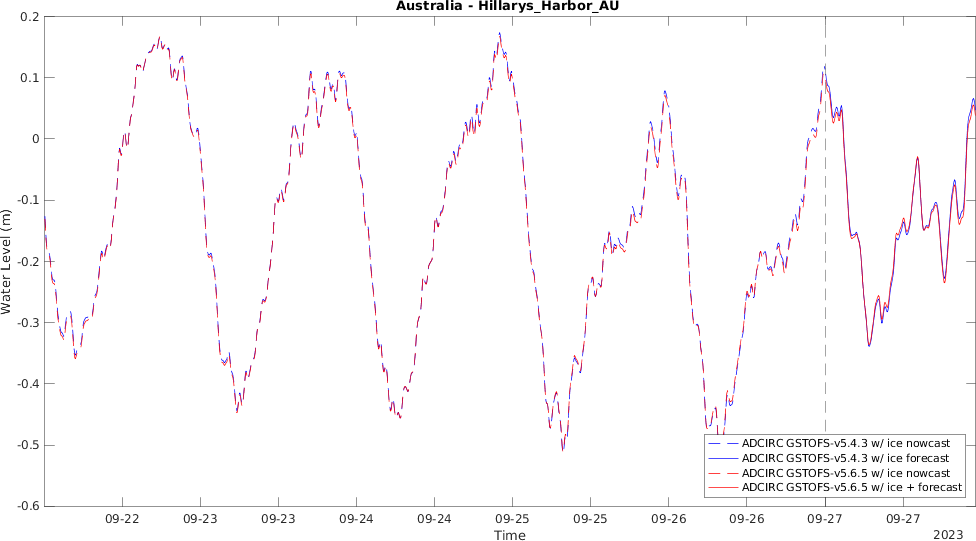 Australia - Hillarys_Harbor_AU
0.2
0.1
0
-0.1
-0.2
-0.3
-0.4
-0.5
-0.6
Water Level (m)
ADCIRC GSTOFS-v5.4.3 w/ ice nowcast
ADCIRC GSTOFS-v5.4.3 w/ ice forecast
ADCIRC GSTOFS-v5.6.5 w/ ice nowcast
ADCIRC GSTOFS-v5.6.5 w/ ice + forecast
09-22 09-23 09-23 09-24 09-24 09-25 09-25 09-26 09-26 09-27 09-27
Time
2023